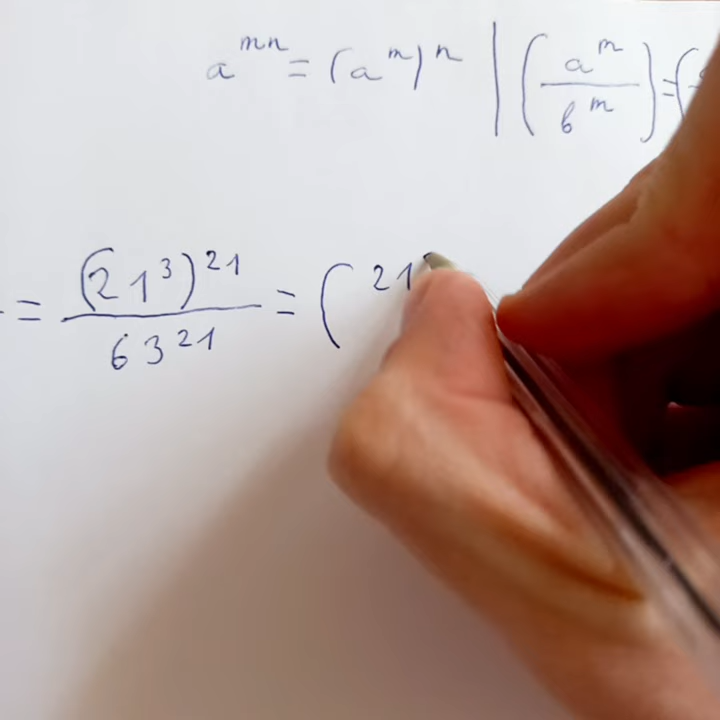 a^{mn} = (a^m)^n | (a^m / b^m) = (
= (21^3)^{21} / 63^{21} = ( 21